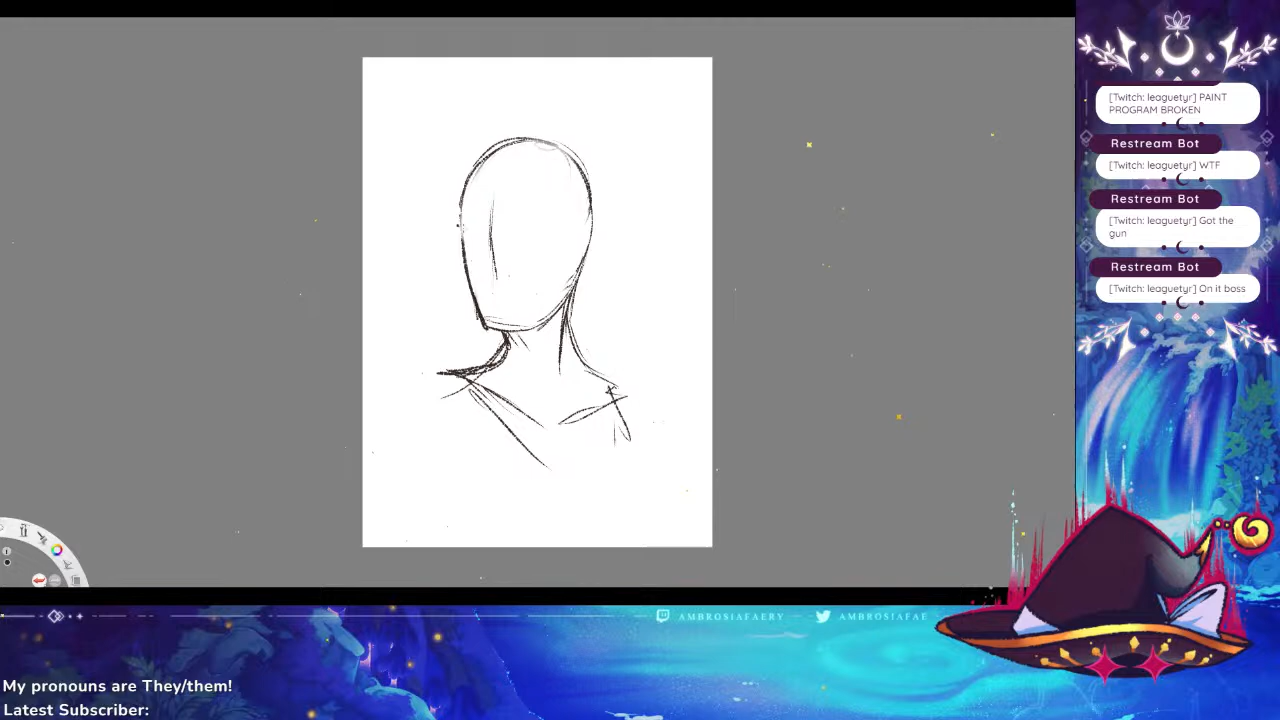 [Twitch: leaguetyr] PAINT
PROGRAM BROKEN
Restream Bot
[Twitch: leaguetyr] WTF
Restream Bot
[Twitch: leaguetyr] Got the
gun
Restream Bot
[Twitch: leaguetyr] On it boss
AMBROSIAFAERY
AMBROSIAFAE
My pronouns are They/them!
Latest Subscriber: